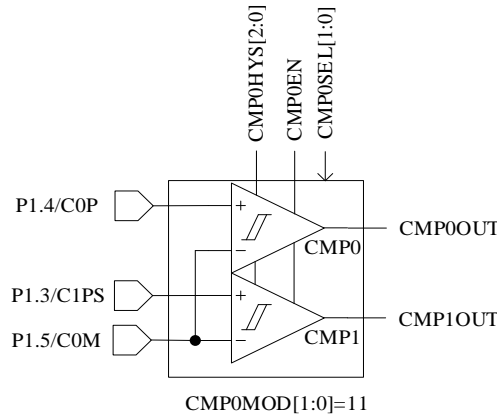 CMP0HYS[2:0]
CMP0EN
CMP0SEL[1:0]
P1.4/C0P
+
−
CMP0
CMP0OUT
P1.3/C1PS
+
P1.5/C0M
−
CMP1
CMP1OUT
CMP0MOD[1:0]=11